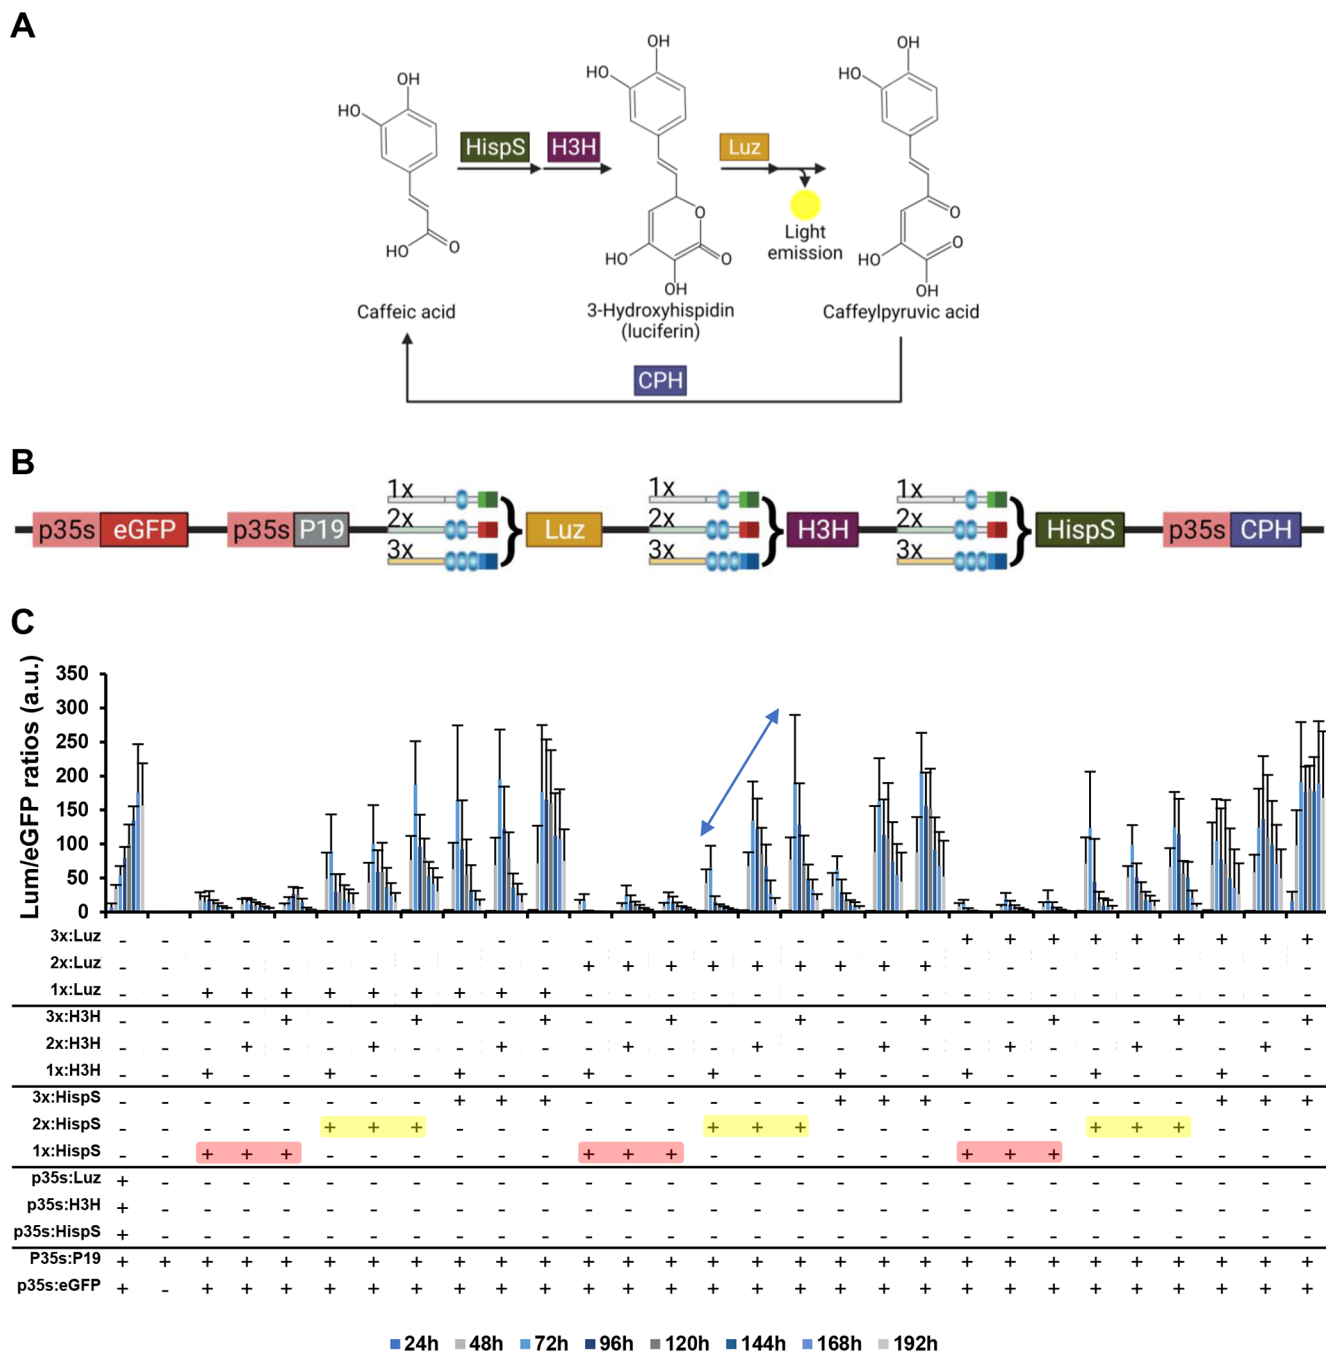 A
OH
HO
HO
O
Caffeic acid
HispS
H3H
OH
HO
O
HO
O
OH
3-Hydroxyhispidin
(luciferin)
Luz
Light
emission
OH
HO
O
O
HO
OH
Caffeylpyruvic acid
CPH
B
1x 1x 1x
p35s eGFP p35s P19 2x Luz 2x H3H 2x HispS p35s CPH
3x 3x 3x
C
Lum/eGFP ratios (a.u.)
350
300
250
200
150
100
50
0
3x:Luz - - - - - - - - - - - - - - - - - - - - + + + + + + + + +
2x:Luz - - - - - - - - - - - + + + + + + + + + - - - - - - - - -
1x:Luz - - + + + + + + + + + - - - - - - - - - - - - - - - - - -
3x:H3H - - - - + - - + - - + - - + - - + - - + - - + - - + - - +
2x:H3H - - - + - - + - - + - - + - - + - - + - - + - - + - - + -
1x:H3H - - + - - + - - + - - + - - + - - + - - + - - + - - + - -
3x:HispS - - - - - - - - + + + - - - - - - + + + - - - - - - + + +
2x:HispS - - - - - + + + - - - - - - + + + - - - - - - + + + - - -
1x:HispS - - + + + - - - - - - + + + - - - - - - + + + - - - - - -
p35s:Luz + - - - - - - - - - - - - - - - - - - - - - - - - - - - -
p35s:H3H + - - - - - - - - - - - - - - - - - - - - - - - - - - - -
p35s:HispS + - - - - - - - - - - - - - - - - - - - - - - - - - - - -
P35s:P19 + + + + + + + + + + + + + + + + + + + + + + + + + + + + +
p35s:eGFP + - + + + + + + + + + + + + + + + + + + + + + + + + + + +
24h 48h 72h 96h 120h 144h 168h 192h